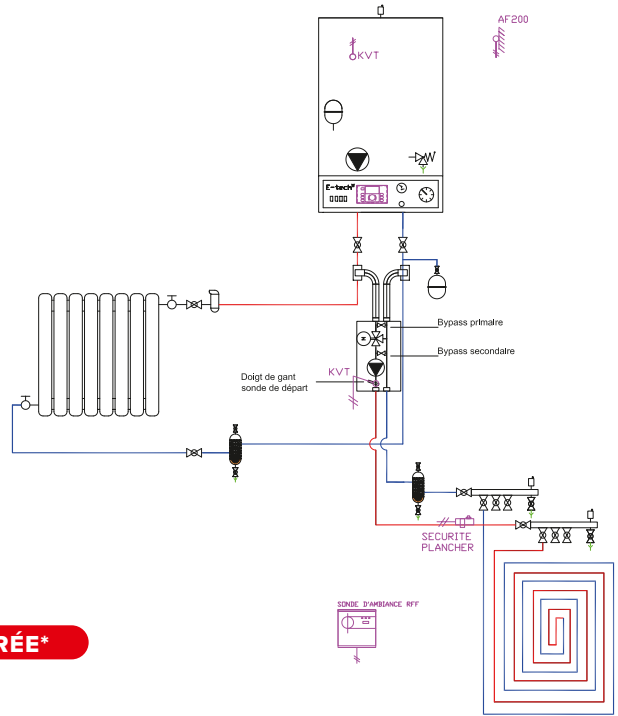 AF200
KVT
E-tech®
Bypass primaire
Bypass secondaire
M
KVT
Doigt de gant
sonde de départ
SECURITE
PLANCHER
SONDE D'AMBIANCE RFF
RÉE*